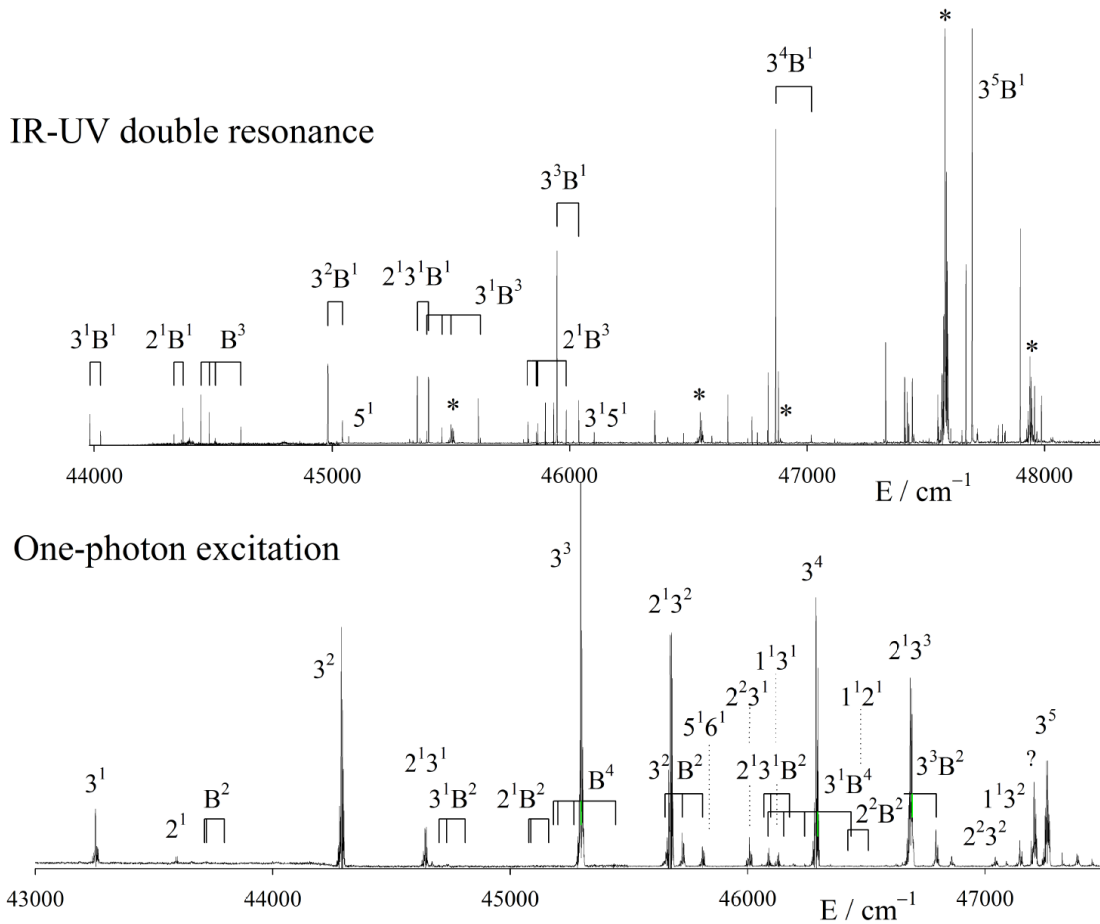 *
3⁴B¹
3⁵B¹
IR-UV double resonance
3³B¹
3²B¹
2¹3¹B¹
3¹B³
3¹B¹
2¹B¹
B³
2¹B³
*
5¹
*
3¹5¹
*
*
44000
45000
46000
47000
48000
E / cm⁻¹
One-photon excitation
3³
3⁴
2¹3²
3²
1¹3¹
2²3¹
1¹2¹
2¹3³
5¹6¹
3⁵
?
3¹
2¹3¹
B²
3¹B²
2¹B²
B⁴
3² B²
2¹3¹B²
3¹B⁴
3³B²
2¹
2²B²
1¹3²
2²3²
43000
44000
45000
46000
47000
E / cm⁻¹